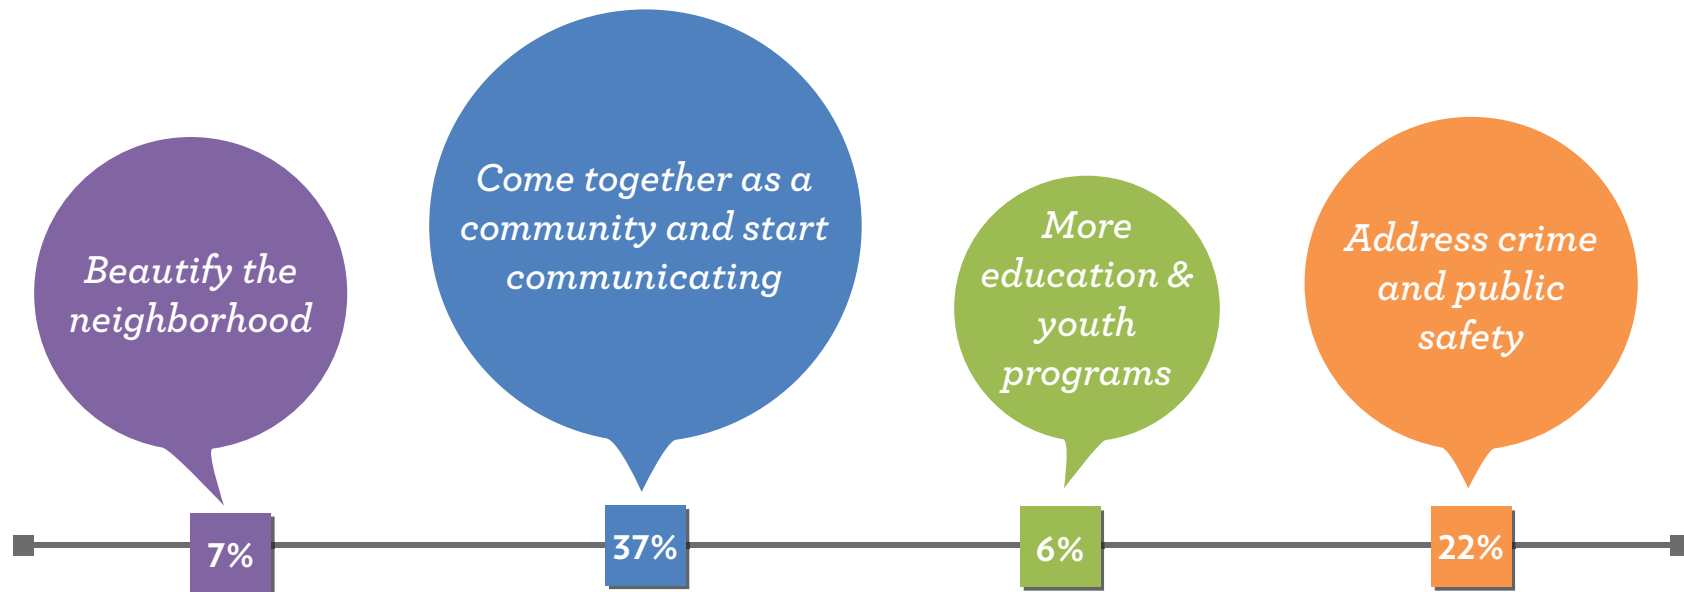 Beautify the
neighborhood
7%
Come together as a
community and start
communicating
37%
More
education &
youth
programs
6%
Address crime
and public
safety
22%